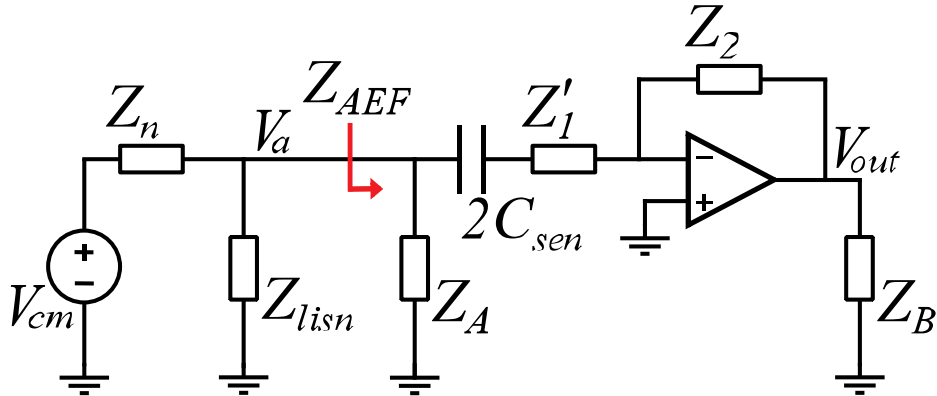 Z2
ZAEF
Z'1
Zn
Va
Vout
2Csen
Vcm
Zlisn
ZA
ZB